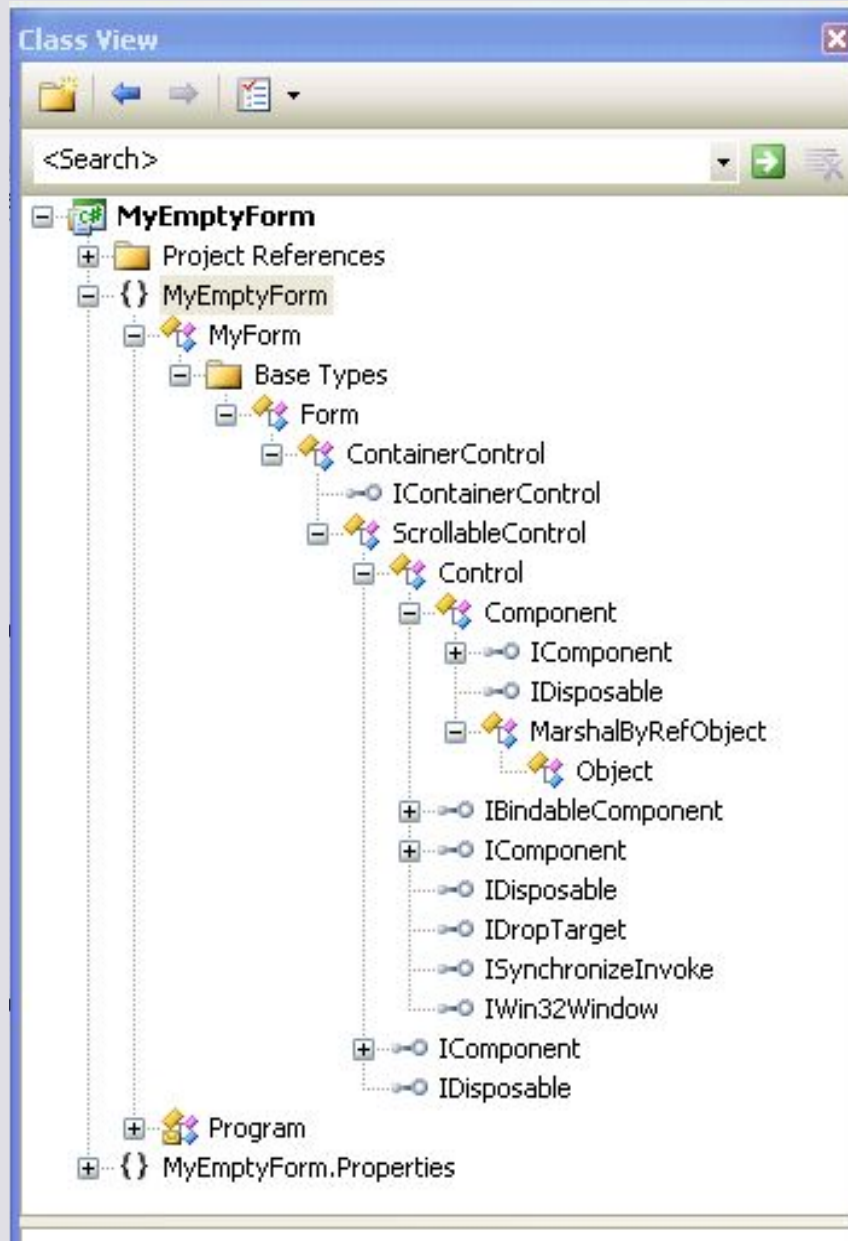 Class View
<Search>
MyEmptyForm
Project References
{} MyEmptyForm
MyForm
Base Types
Form
ContainerControl
IContainerControl
ScrollableControl
Control
Component
IComponent
IDisposable
MarshalByRefObject
Object
IBindableComponent
IComponent
IDisposable
IDropTarget
ISynchronizeInvoke
IWin32Window
IComponent
IDisposable
Program
{} MyEmptyForm.Properties